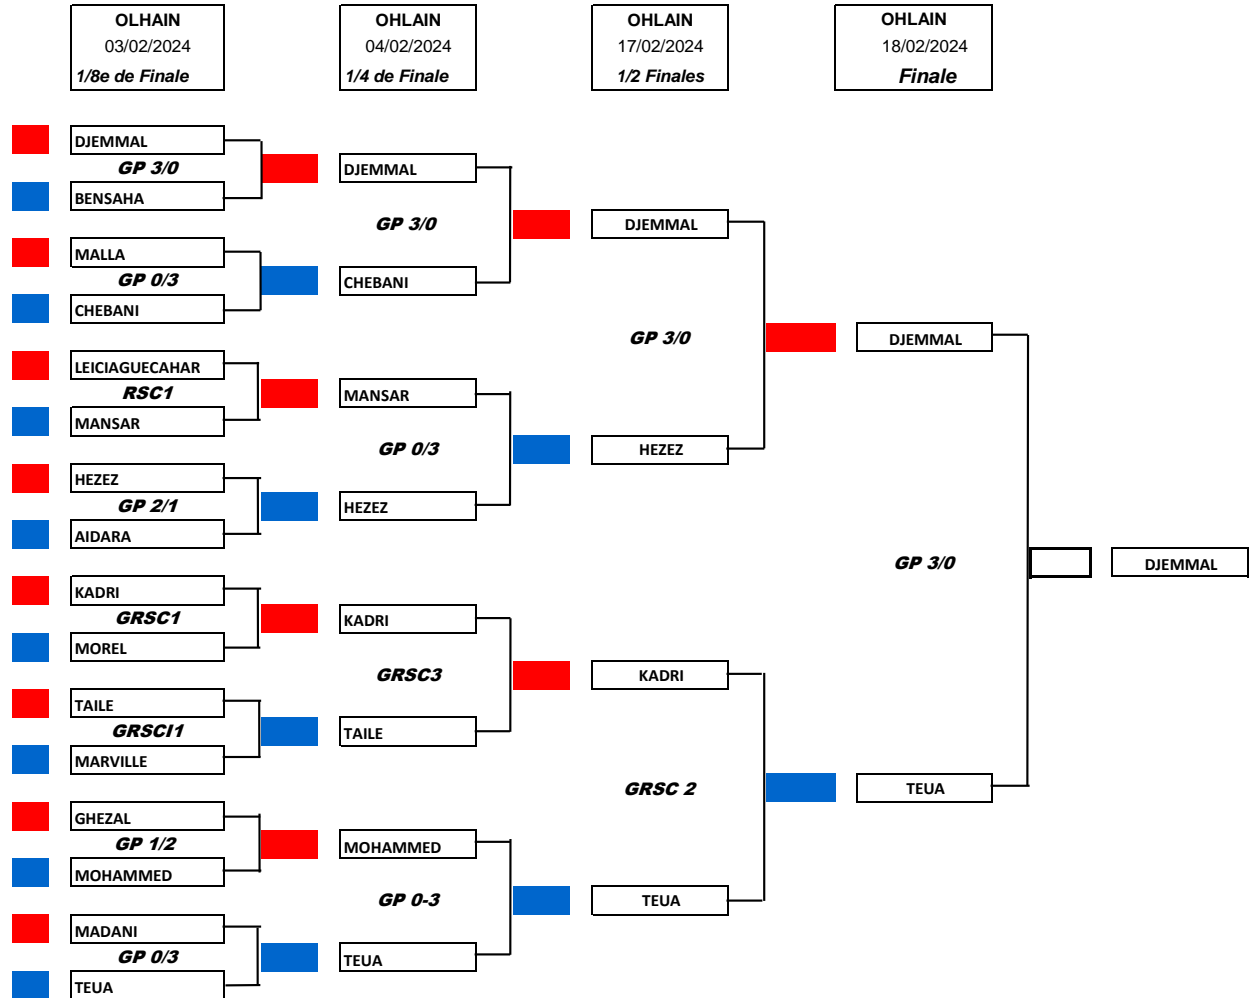 OLHAIN
03/02/2024
1/8e de Finale
OHLAIN
04/02/2024
1/4 de Finale
OHLAIN
17/02/2024
1/2 Finales
OHLAIN
18/02/2024
Finale
DJEMMAL
GP 3/0
BENSAHA
MALLA
GP 0/3
CHEBANI
LEICIAGUECAHAR
RSC1
MANSAR
HEZEZ
GP 2/1
AIDARA
KADRI
GRSC1
MOREL
TAILE
GRSCI1
MARVILLE
GHEZAL
GP 1/2
MOHAMMED
MADANI
GP 0/3
TEUA
DJEMMAL
GP 3/0
CHEBANI
MANSAR
GP 0/3
HEZEZ
KADRI
GRSC3
TAILE
MOHAMMED
GP 0-3
TEUA
DJEMMAL
GP 3/0
HEZEZ
KADRI
GRSC 2
TEUA
DJEMMAL
GP 3/0
TEUA
DJEMMAL